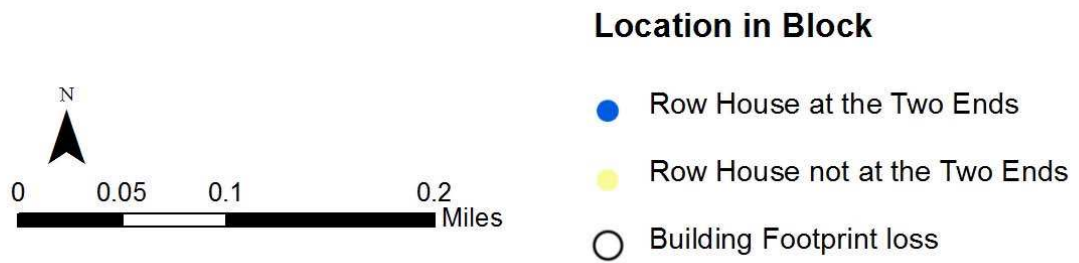 Location in Block
N
Row House at the Two Ends
Row House not at the Two Ends
0 0.05 0.1 0.2
Miles
Building Footprint loss